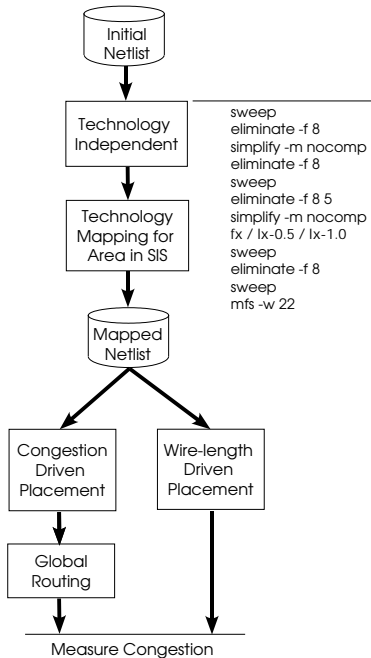 Initial
Netlist
Technology
Independent
sweep
eliminate -f 8
simplify -m nocomp
eliminate -f 8
sweep
eliminate -f 8 5
simplify -m nocomp
fx / lx-0.5 / lx-1.0
sweep
eliminate -f 8
sweep
mfs -w 22
Technology
Mapping for
Area in SIS
Mapped
Netlist
Congestion
Driven
Placement
Wire-length
Driven
Placement
Global
Routing
Measure Congestion